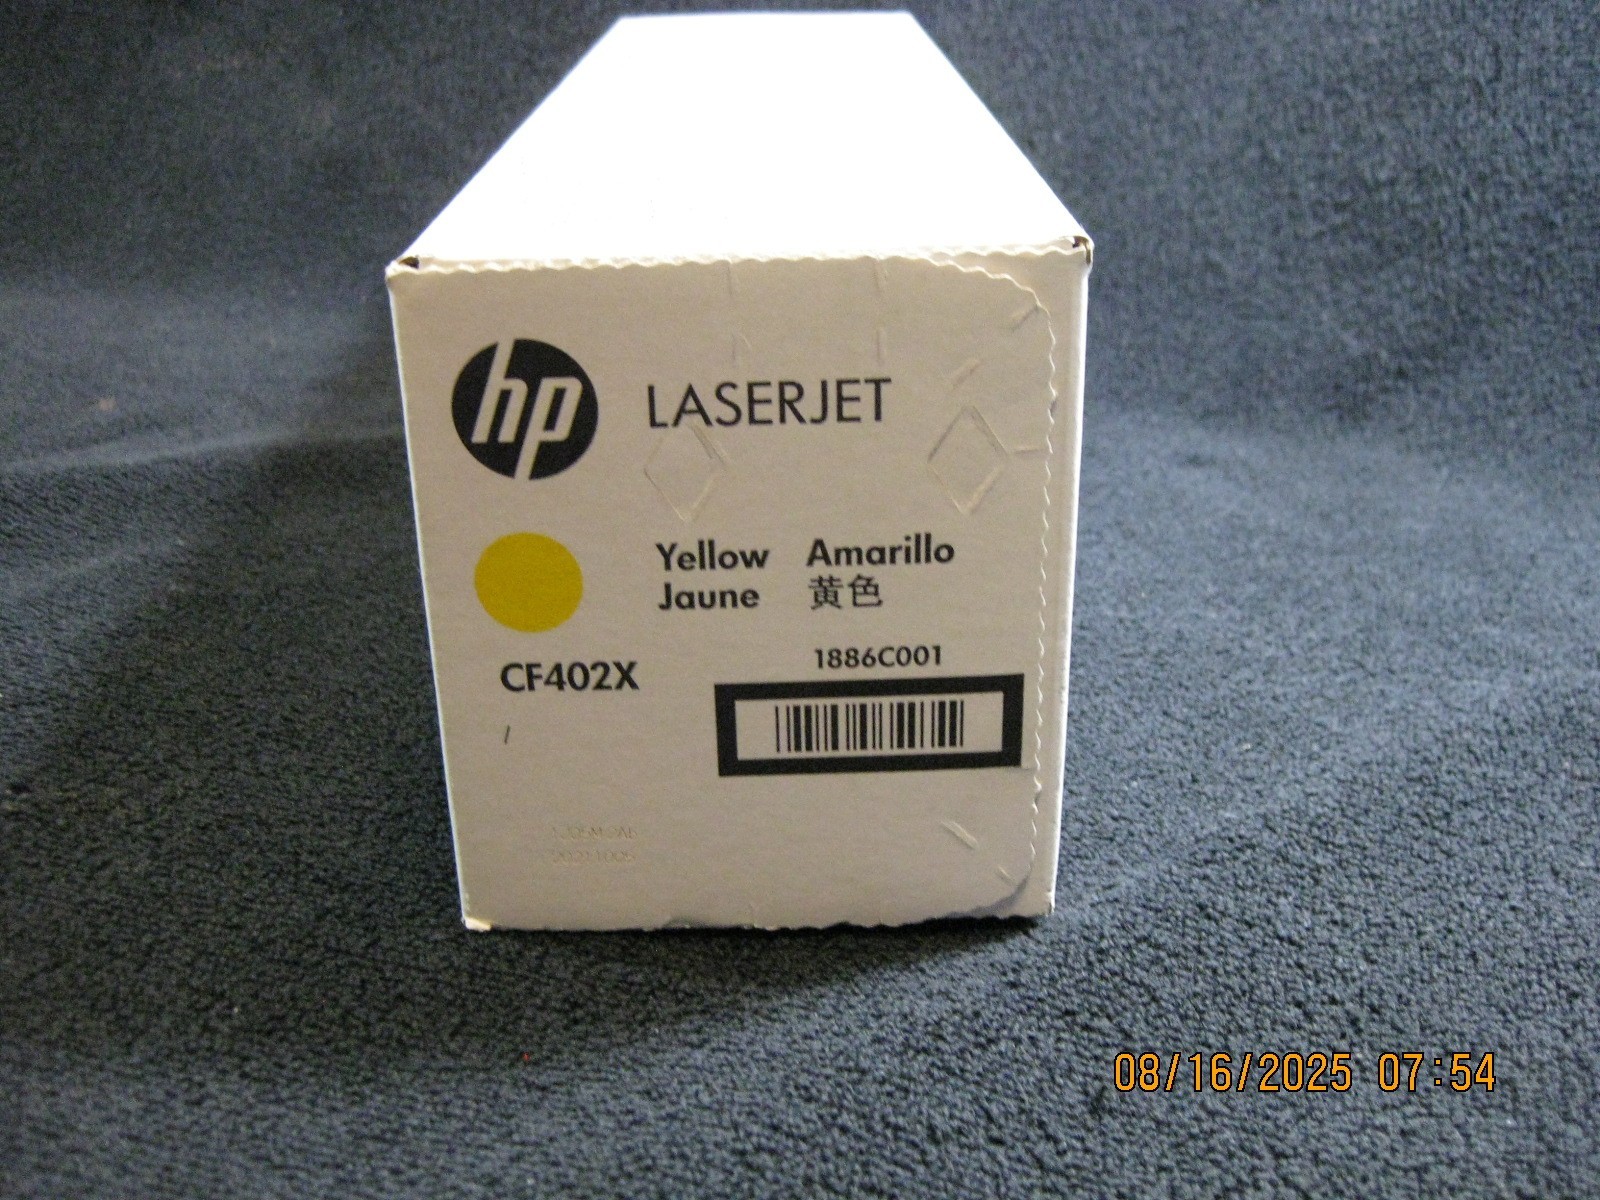 hp LASERJET
Yellow Amarillo
Jaune 黄色
CF402X
1886C001
/
08/16/2025 07:54